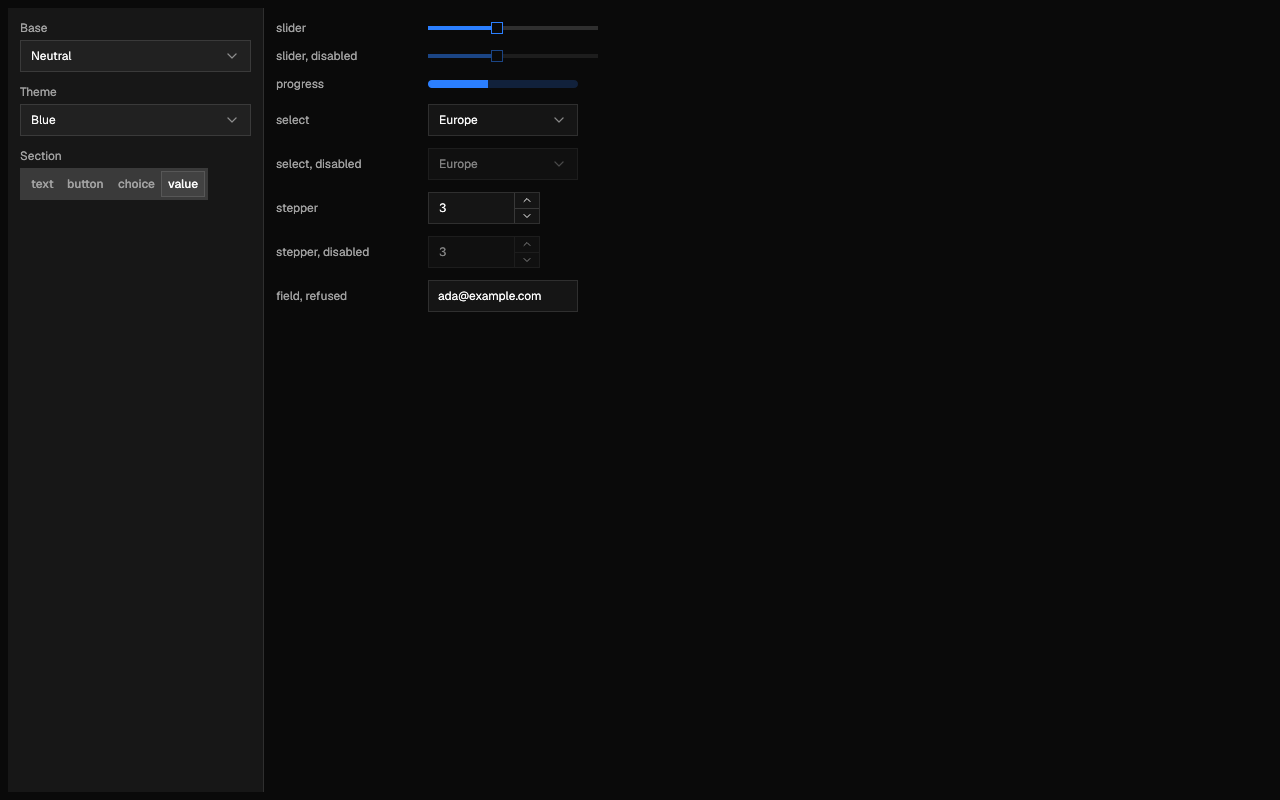 Base
Neutral
Theme
Blue
Section
text button choice value
slider
slider, disabled
progress
select Europe
select, disabled Europe
stepper 3
stepper, disabled 3
field, refused ada@example.com